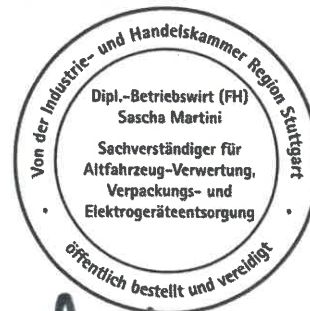 Von der Industrie- und Handelskammer Region Stuttgart
Dipl.-Betriebswirt (FH)
Sascha Martini
Sachverständiger für
Altfahrzeug-Verwertung,
Verpackungs- und
Elektrogeräteentsorgung
öffentlich bestellt und vereidigt